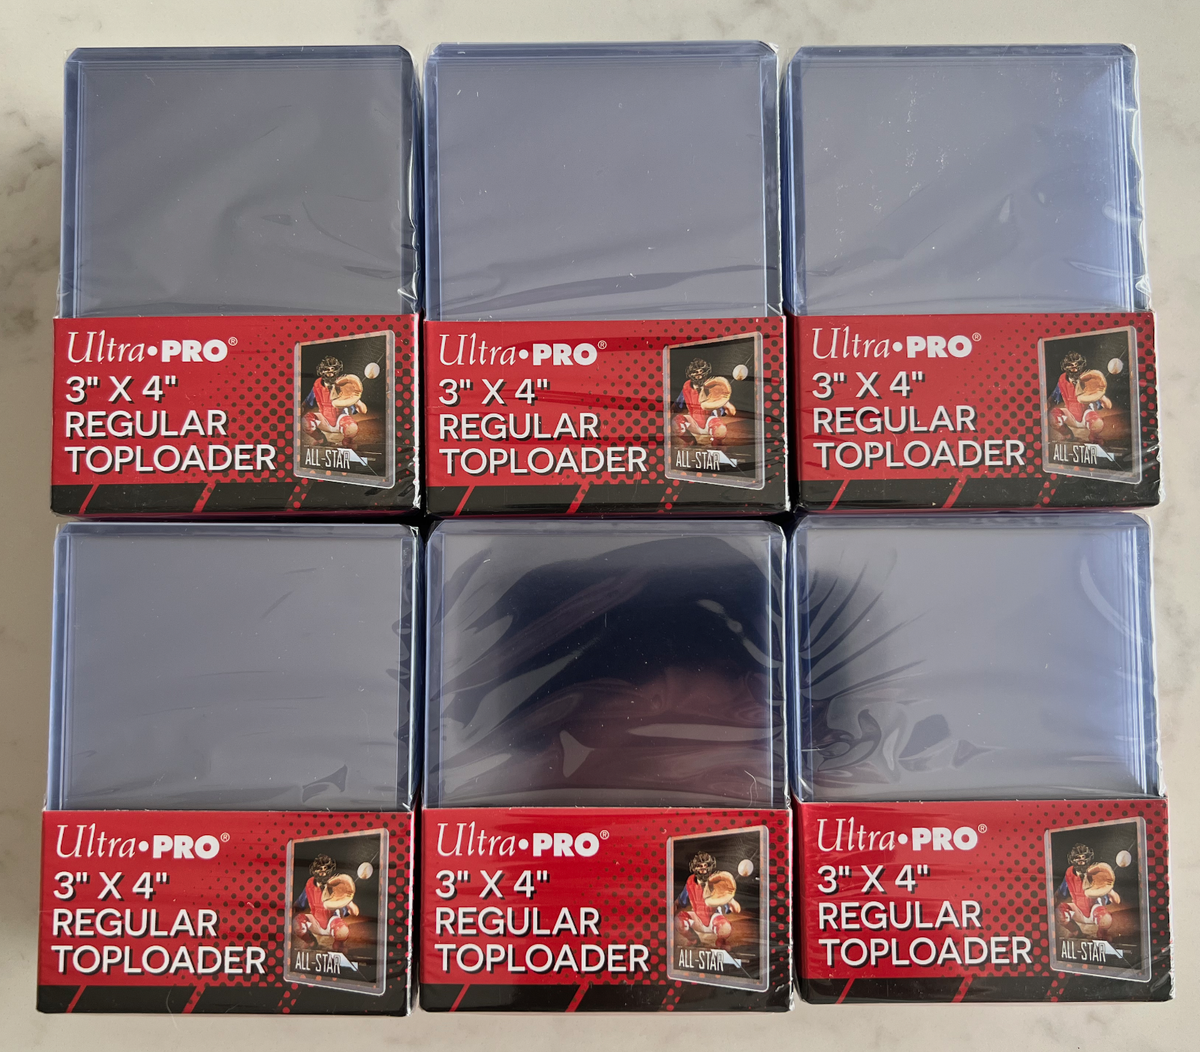 Ultra•PRO®
3" X 4"
REGULAR
TOPLOADER
ALL-STAR
Ultra•PRO®
3" X 4"
REGULAR
TOPLOADER
ALL-STAR
Ultra•PRO®
3" X 4"
REGULAR
TOPLOADER
ALL-STAR
Ultra•PRO®
3" X 4"
REGULAR
TOPLOADER
ALL-STAR
Ultra•PRO®
3" X 4"
REGULAR
TOPLOADER
ALL-STAR
Ultra•PRO®
3" X 4"
REGULAR
TOPLOADER
ALL-STAR